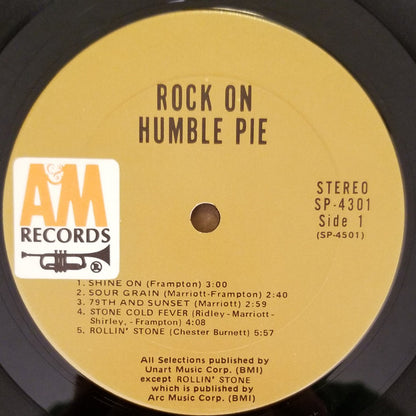 ROCK ON
HUMBLE PIE
A&M
RECORDS
®
STEREO
SP-4301
Side 1
(SP-4501)
1. SHINE ON (Frampton) 3:00
2. SOUR GRAIN (Marriott-Frampton) 2:40
3. 79TH AND SUNSET (Marriott) 2:59
4. STONE COLD FEVER (Ridley-Marriott-
Shirley, -Frampton) 4:08
5. ROLLIN' STONE (Chester Burnett) 5:57
All Selections published by
Unart Music Corp. (BMI)
except ROLLIN' STONE
which is published by
Arc Music Corp. (BMI)